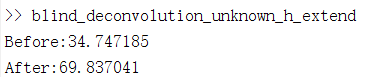 >> blind_deconvolution_unknown_h_extend
Before:34.747185
After:69.837041